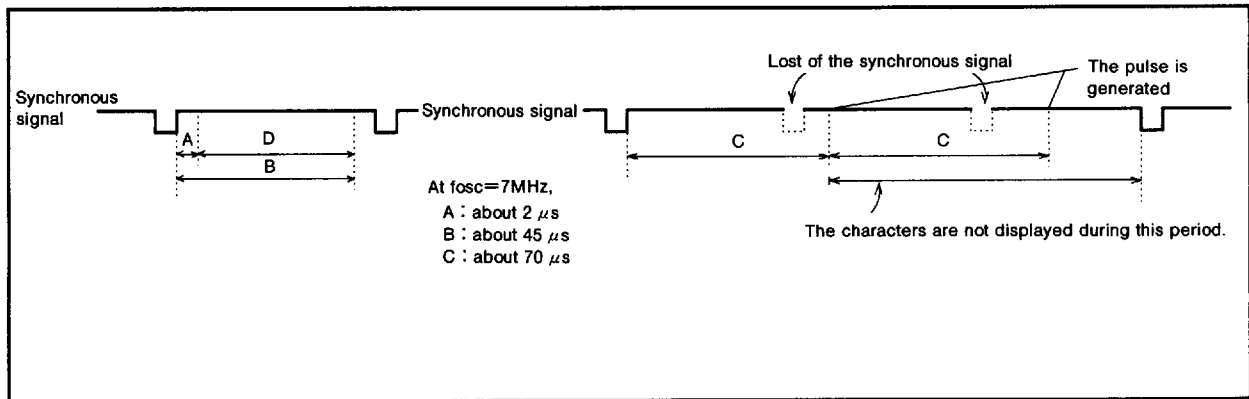 Lost of the synchronous signal
The pulse is
generated
Synchronous
signal
Synchronous signal
A
D
B
C
C
At fosc=7MHz,
A : about 2 μs
B : about 45 μs
C : about 70 μs
The characters are not displayed during this period.